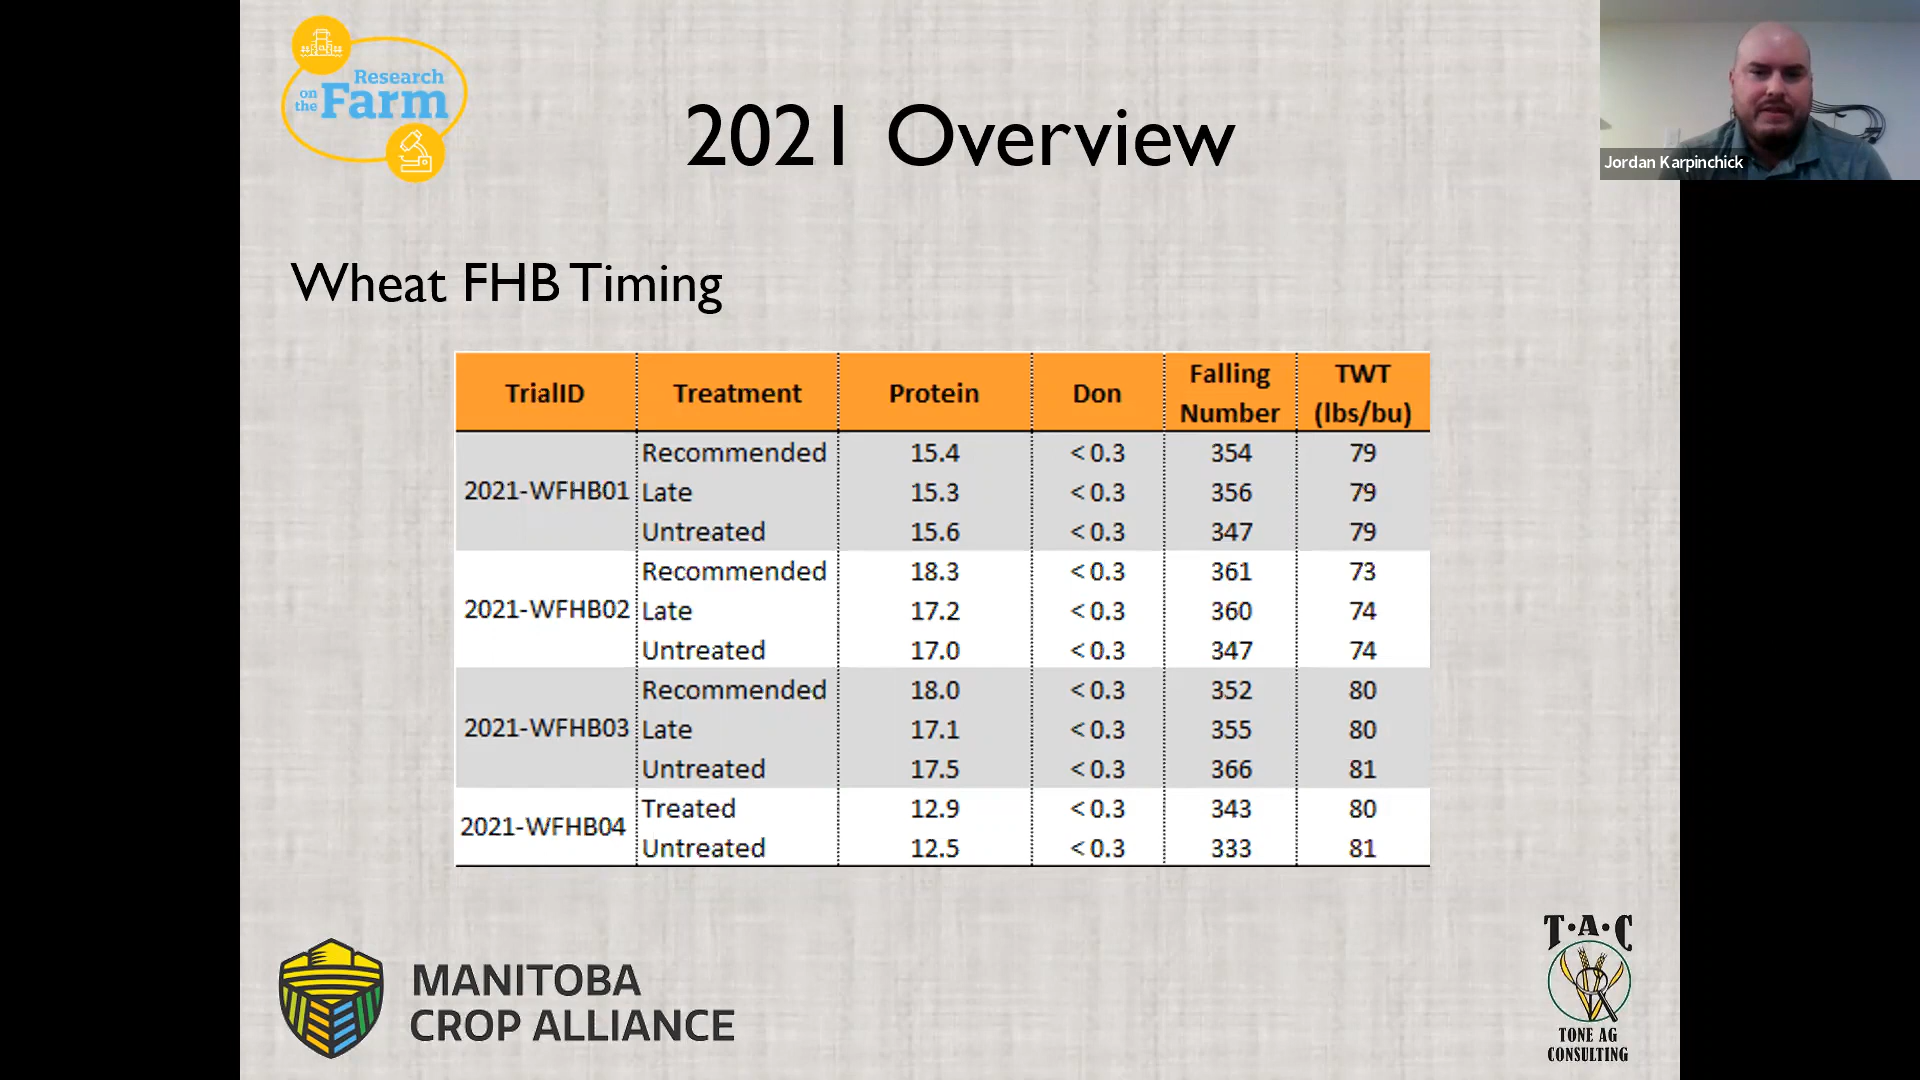 Research
on
the
Farm
2021 Overview
Jordan Karpinchick
Wheat FHB Timing
TrialID Treatment Protein Don Falling Number TWT (lbs/bu)
2021-WFHB01 Recommended 15.4 < 0.3 354 79
Late 15.3 < 0.3 356 79
Untreated 15.6 < 0.3 347 79
2021-WFHB02 Recommended 18.3 < 0.3 361 73
Late 17.2 < 0.3 360 74
Untreated 17.0 < 0.3 347 74
2021-WFHB03 Recommended 18.0 < 0.3 352 80
Late 17.1 < 0.3 355 80
Untreated 17.5 < 0.3 366 81
2021-WFHB04 Treated 12.9 < 0.3 343 80
Untreated 12.5 < 0.3 333 81
MANITOBA
CROP ALLIANCE
T·A·C
TONE AG
CONSULTING